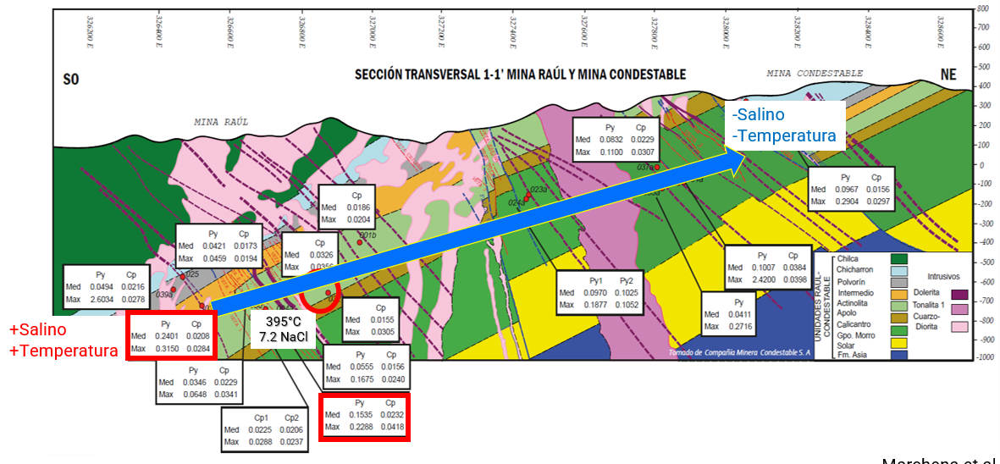 326200 E
326400 E
326600 E
326800 E
327000 E
327200 E
327400 E
327600 E
327800 E
328000 E
328200 E
328400 E
328600 E
800
700
600
500
400
300
200
100
0
-100
-200
-300
-400
-500
-600
-700
-800
-900
-1000
SECCIÓN TRANSVERSAL 1-1' MINA RAÚL Y MINA CONDESTABLE
MINA CONDESTABLE
SO
NE
MINA RAÚL
-Salino
-Temperatura
Py Cp
Med 0.0832 0.0229
Max 0.1100 0.0307
037a
023a
024a
Py Cp
Med 0.0967 0.0156
Max 0.2904 0.0297
Cp
Med 0.0186
Max 0.0204
001b
Py Cp
Med 0.0421 0.0173
Max 0.0459 0.0194
Cp
Med 0.0326
Max 0.0356
025
039a
Py Cp
Med 0.0494 0.0216
Max 2.6034 0.0278
Py Cp
Med 0.1007 0.0384
Max 2.4200 0.0398
Py1 Py2
Med 0.0970 0.1025
Max 0.1877 0.1052
Py
Med 0.0411
Max 0.2716
Cp
Med 0.0155
Max 0.0305
395°C
7.2 NaCl
+Salino
+Temperatura
Py Cp
Med 0.2401 0.0208
Max 0.3150 0.0284
Py Cp
Med 0.0555 0.0156
Max 0.1675 0.0240
Py Cp
Med 0.0346 0.0229
Max 0.0648 0.0341
Py Cp
Med 0.1535 0.0232
Max 0.2288 0.0418
Cp1 Cp2
Med 0.0225 0.0206
Max 0.0288 0.0237
UNIDADES RAÚL-
CONDESTABLE
Chilca
Chicharron
Polvorín
Intermedio
Actinolita
Apolo
Calicantro
Gpo. Morro
Solar
Fm. Asia
Intrusivos
Dolerita
Tonalita 1
Cuarzo-
Diorita
Tomado de Compañia Minera Condestable S. A